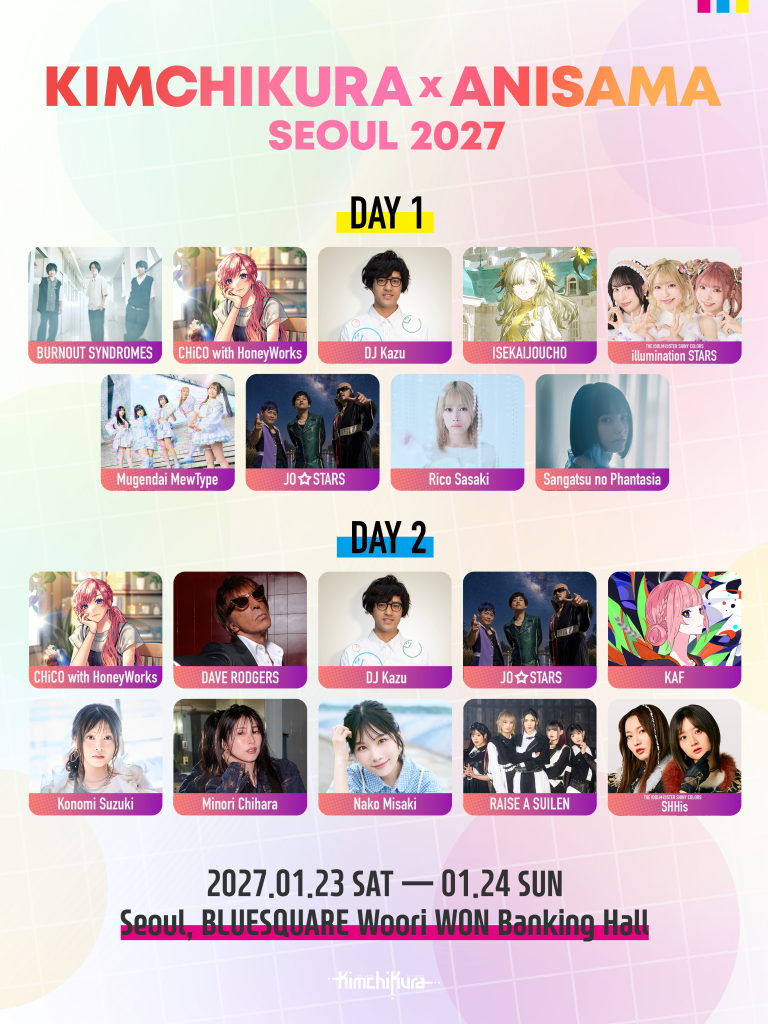 KIMCHIKURA x ANISAMA
SEOUL 2027
DAY 1
BURNOUT SYNDROMES
CHiCO with HoneyWorks
DJ Kazu
ISEKAIJOUCHO
THE IDOLM@STER SHINY COLORS
illumination STARS
Mugendai MewType
JO☆STARS
Rico Sasaki
Sangatsu no Phantasia
DAY 2
CHiCO with HoneyWorks
DAVE RODGERS
DJ Kazu
JO☆STARS
KAF
Konomi Suzuki
Minori Chihara
Nako Misaki
RAISE A SUILEN
THE IDOLM@STER SHINY COLORS
SHHis
2027.01.23 SAT — 01.24 SUN
Seoul, BLUESQUARE Woori WON Banking Hall
KimchiKura